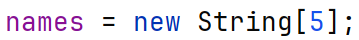 names = new String[5];